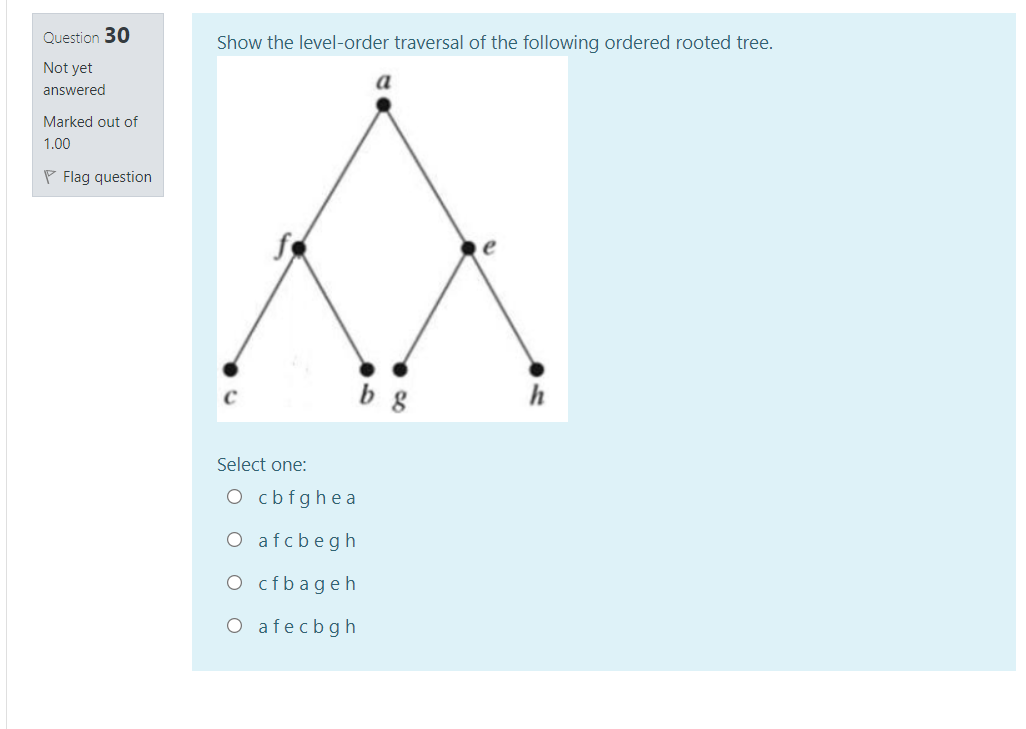 Question 30
Not yet
answered
Marked out of
1.00
Flag question
Show the level-order traversal of the following ordered rooted tree.
a
f
e
c
b
g
h
Select one:
c b f g h e a
a f c b e g h
c f b a g e h
a f e c b g h